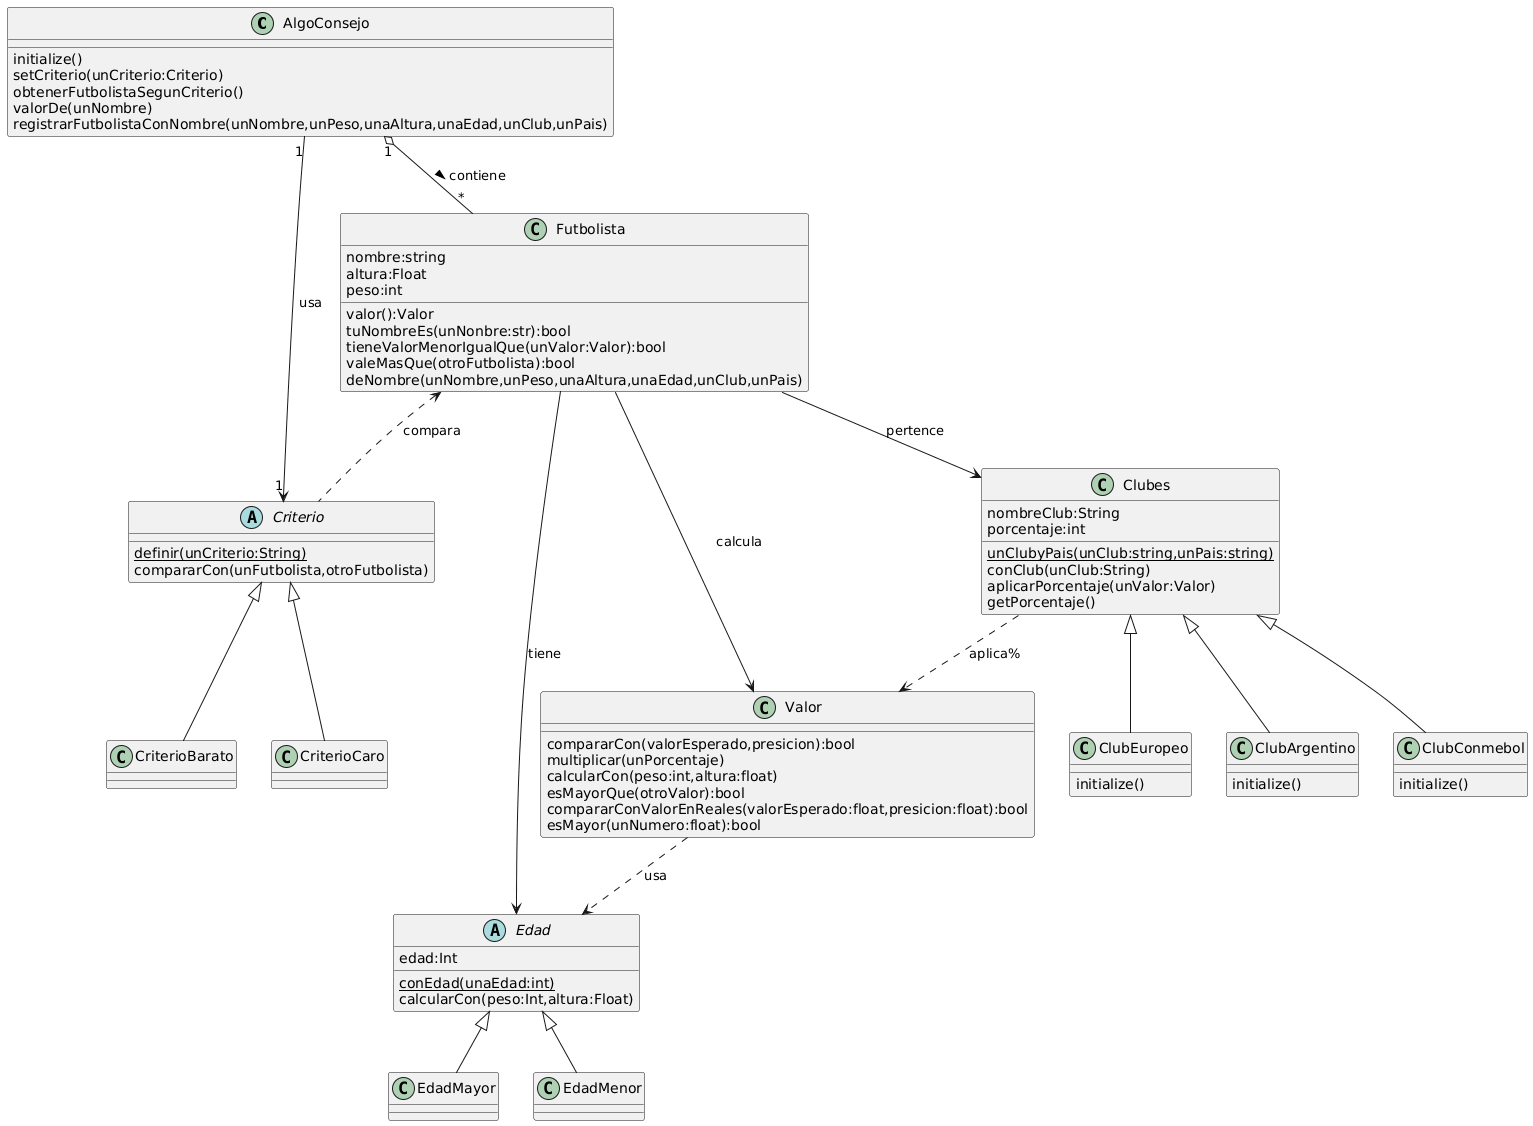 C AlgoConsejo
initialize()
setCriterio(unCriterio:Criterio)
obtenerFutbolistaSegunCriterio()
valorDe(unNombre)
registrarFutbolistaConNombre(unNombre,unPeso,unaAltura,unaEdad,unClub,unPais)
1
1
contiene
*
usa
1
C Futbolista
nombre:string
altura:Float
peso:int
valor():Valor
tuNombreEs(unNonbre:str):bool
tieneValorMenorIgualQue(unValor:Valor):bool
valeMasQue(otroFutbolista):bool
deNombre(unNombre,unPeso,unaAltura,unaEdad,unClub,unPais)
compara
pertence
calcula
tiene
A Criterio
definir(unCriterio:String)
compararCon(unFutbolista,otroFutbolista)
C Clubes
nombreClub:String
porcentaje:int
unClubyPais(unClub:string,unPais:string)
conClub(unClub:String)
aplicarPorcentaje(unValor:Valor)
getPorcentaje()
aplica%
C CriterioBarato
C CriterioCaro
C Valor
compararCon(valorEsperado,presicion):bool
multiplicar(unPorcentaje)
calcularCon(peso:int,altura:float)
esMayorQue(otroValor):bool
compararConValorEnReales(valorEsperado:float,presicion:float):bool
esMayor(unNumero:float):bool
C ClubEuropeo
initialize()
C ClubArgentino
initialize()
C ClubConmebol
initialize()
usa
A Edad
edad:Int
conEdad(unaEdad:int)
calcularCon(peso:Int,altura:Float)
C EdadMayor
C EdadMenor